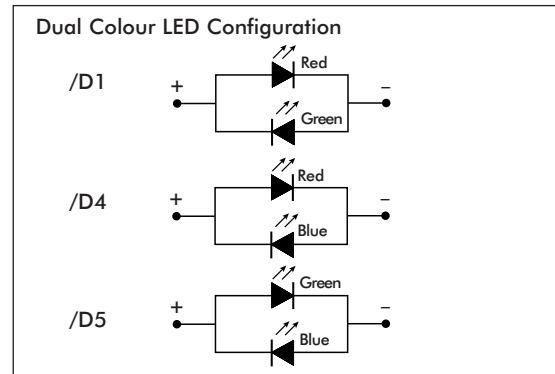 Dual Colour LED Configuration
/D1
+
Red
Green
–
/D4
+
Red
Blue
–
/D5
+
Green
Blue
–